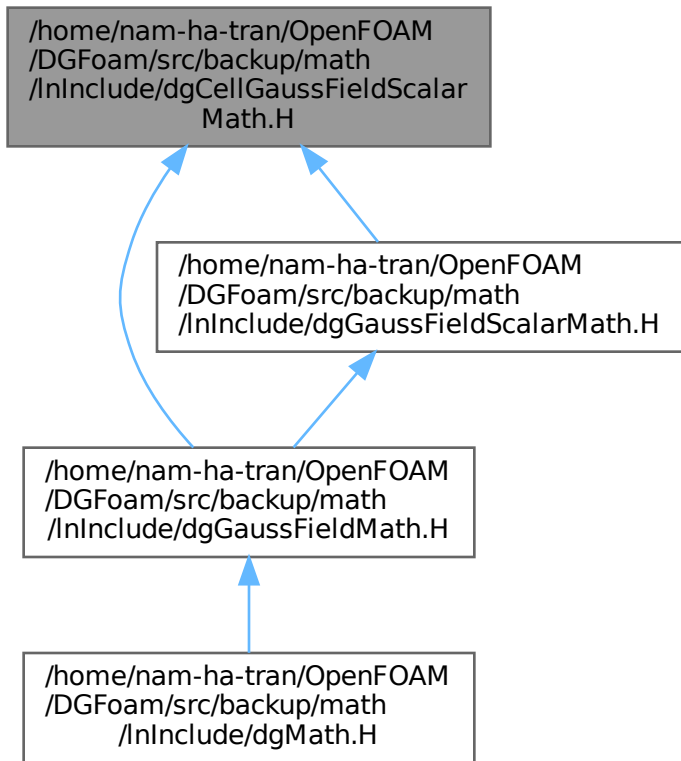 /home/nam-ha-tran/OpenFOAM
/DGFoam/src/backup/math
/lnInclude/dgCellGaussFieldScalar
Math.H
/home/nam-ha-tran/OpenFOAM
/DGFoam/src/backup/math
/lnInclude/dgGaussFieldScalarMath.H
/home/nam-ha-tran/OpenFOAM
/DGFoam/src/backup/math
/lnInclude/dgGaussFieldMath.H
/home/nam-ha-tran/OpenFOAM
/DGFoam/src/backup/math
/lnInclude/dgMath.H